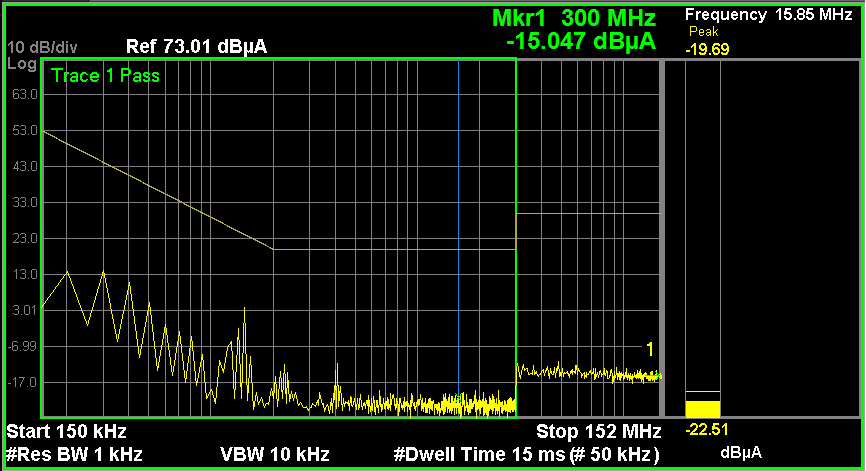 Mkr1 300 MHz
-15.047 dBµA
10 dB/div
Ref 73.01 dBµA
Log
Trace 1 Pass
63.0
53.0
43.0
33.0
23.0
13.0
3.01
-6.99
-17.0
1
Start 150 kHz
Stop 152 MHz
#Res BW 1 kHz
VBW 10 kHz
#Dwell Time 15 ms (# 50 kHz)
Frequency 15.85 MHz
Peak
-19.69
-22.51
dBµA